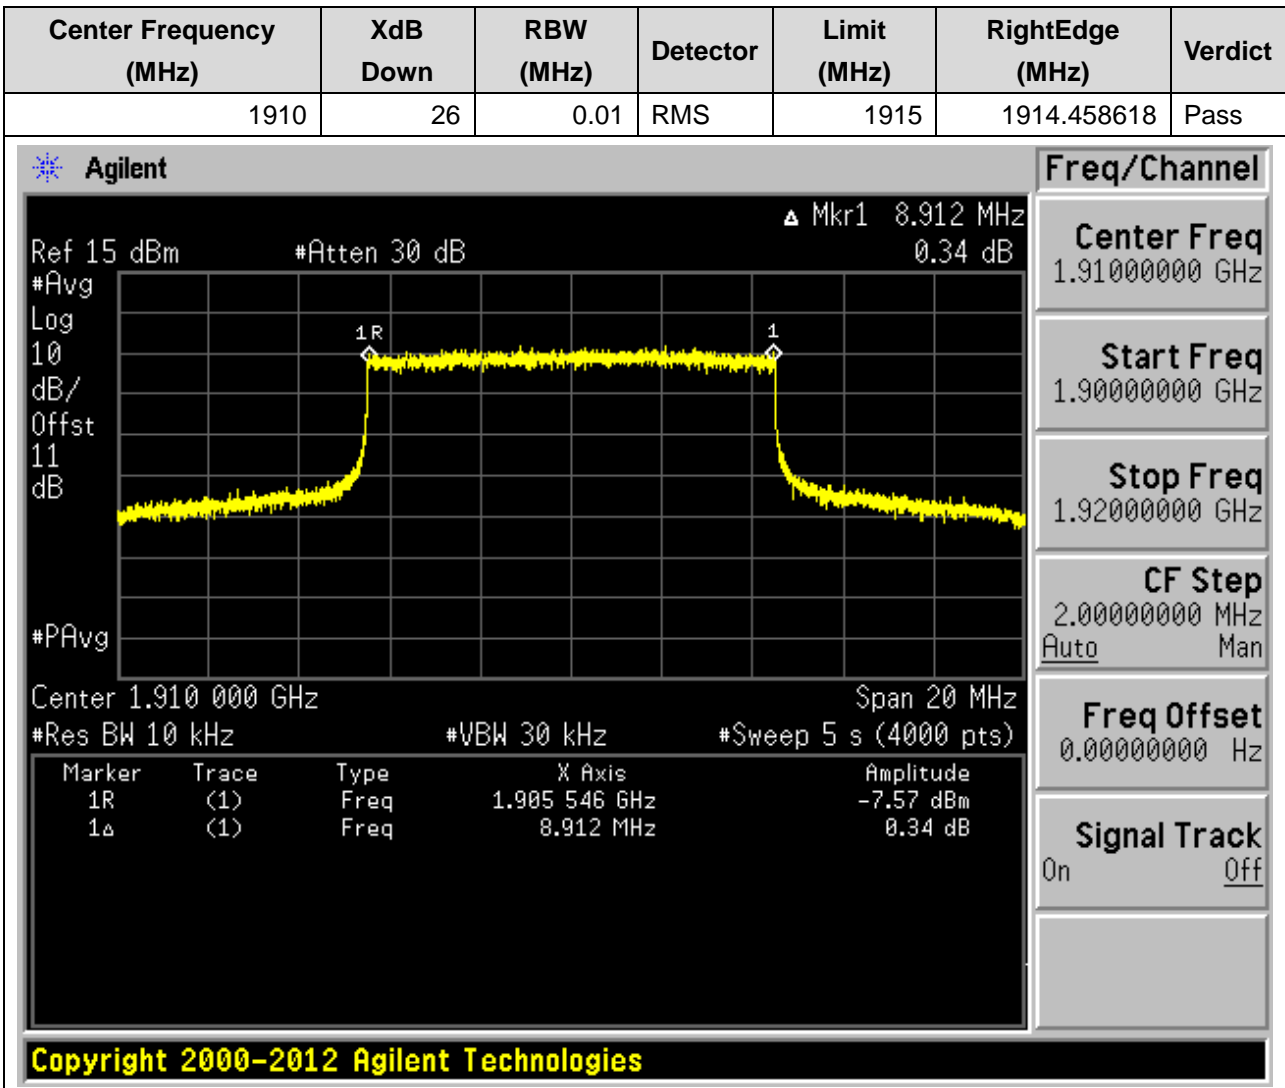 Center Frequency (MHz) XdB Down RBW (MHz) Detector Limit (MHz) RightEdge (MHz) Verdict
1910 26 0.01 RMS 1915 1914.458618 Pass
Agilent
Freq/Channel
Δ Mkr1 8.912 MHz
Ref 15 dBm #Atten 30 dB 0.34 dB
#Avg
Log
10
dB/
Offst
11
dB
1R
1
#PAvg
Center 1.910 000 GHz Span 20 MHz
#Res BW 10 kHz #VBW 30 kHz #Sweep 5 s (4000 pts)
Marker Trace Type X Axis Amplitude
1R (1) Freq 1.905 546 GHz -7.57 dBm
1Δ (1) Freq 8.912 MHz 0.34 dB
Center Freq
1.91000000 GHz
Start Freq
1.90000000 GHz
Stop Freq
1.92000000 GHz
CF Step
2.00000000 MHz
Auto Man
Freq Offset
0.00000000 Hz
Signal Track
On Off
Copyright 2000-2012 Agilent Technologies